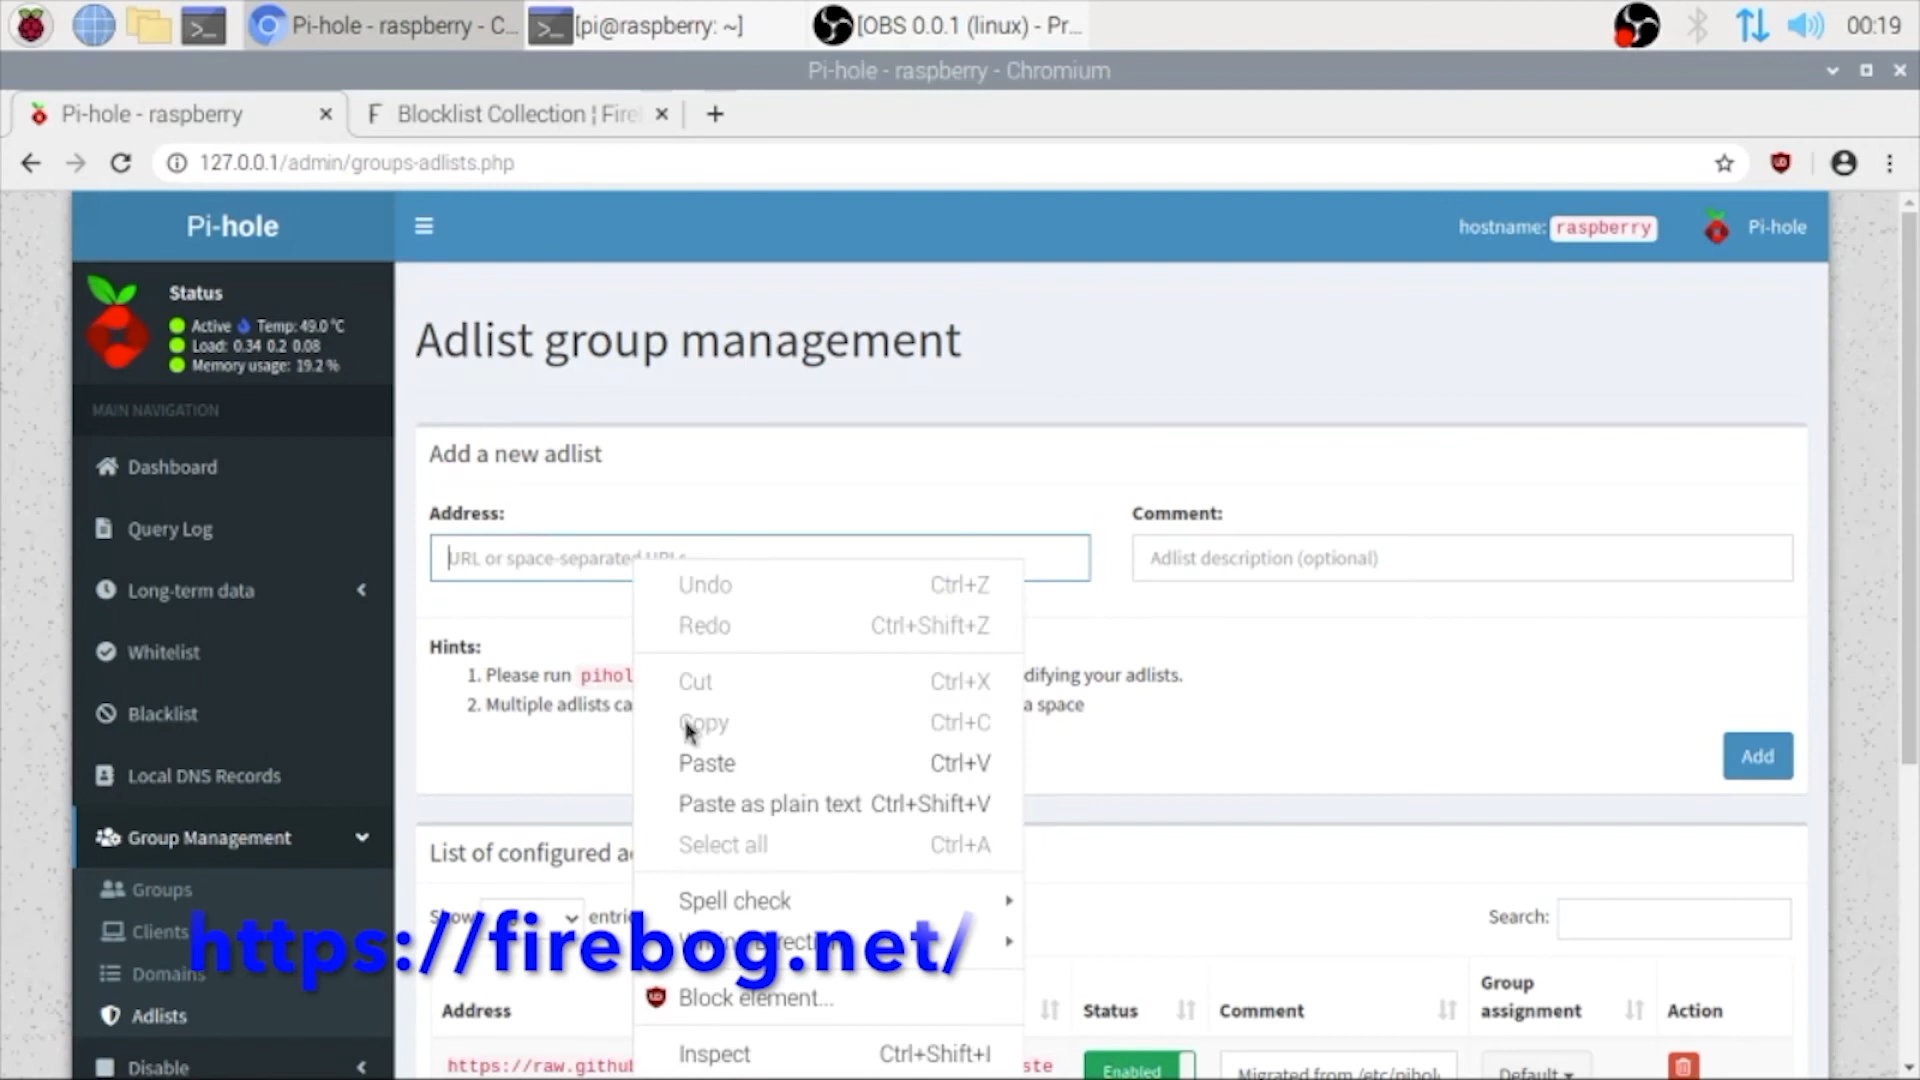 Pi-hole - raspberry - C...
[pi@raspberry: ~]
[OBS 0.0.1 (linux) - Pr...
00:19
Pi-hole - raspberry - Chromium
Pi-hole - raspberry
Blocklist Collection ¦ Fire
127.0.0.1/admin/groups-adlists.php
Pi-hole
hostname: raspberry
Pi-hole
Status
Active Temp: 49.0 °C
Load: 0.34 0.2 0.08
Memory usage: 19.2 %
MAIN NAVIGATION
Dashboard
Query Log
Long-term data
Whitelist
Blacklist
Local DNS Records
Group Management
Groups
Clients
Domains
Adlists
Disable
Adlist group management
Add a new adlist
Address:
Comment:
URL or space-separated URLs
Adlist description (optional)
Hints:
1. Please run pihol
difying your adlists.
2. Multiple adlists ca
a space
Add
Undo Ctrl+Z
Redo Ctrl+Shift+Z
Cut Ctrl+X
Copy Ctrl+C
Paste Ctrl+V
Paste as plain text Ctrl+Shift+V
Select all Ctrl+A
Spell check
Block element...
Inspect Ctrl+Shift+I
https://firebog.net/
List of configured a
Show
entri
Search:
Address
Status
Comment
Group assignment
Action
https://raw.githu
ste
Enabled
Migrated from /etc/pihol
Default